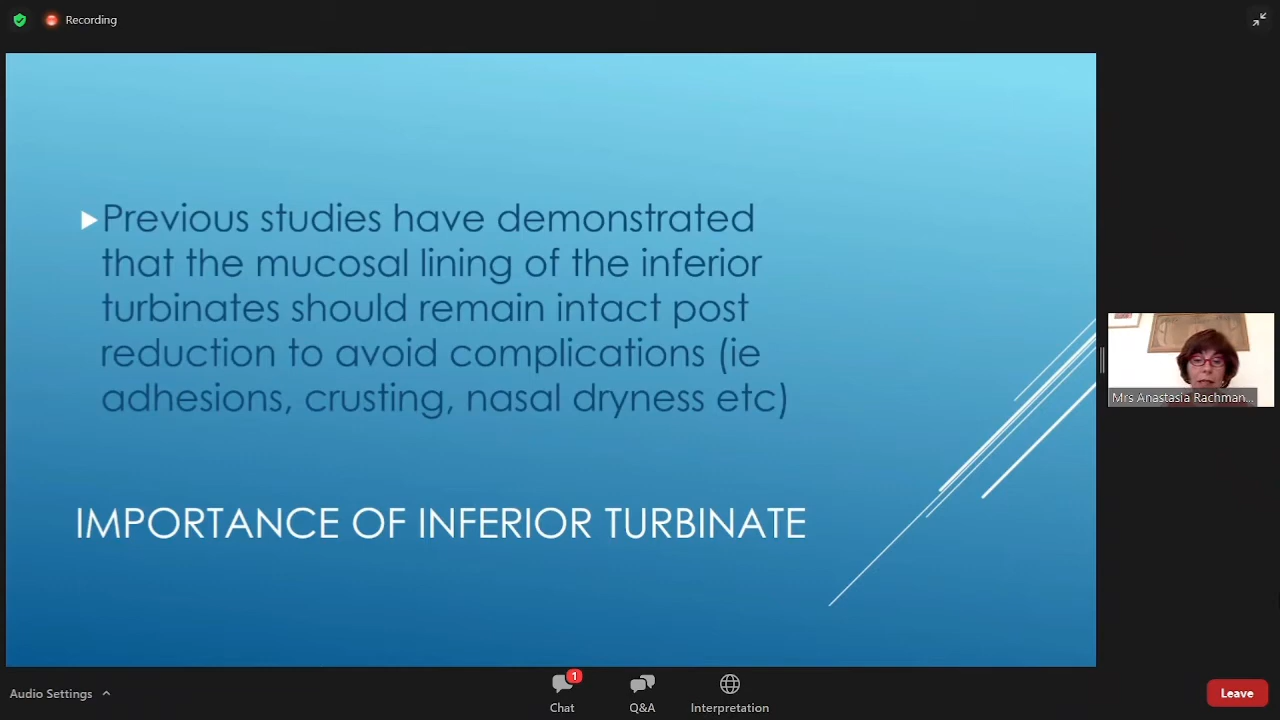 Recording
Previous studies have demonstrated
that the mucosal lining of the inferior
turbinates should remain intact post
reduction to avoid complications (ie
adhesions, crusting, nasal dryness etc)
IMPORTANCE OF INFERIOR TURBINATE
Mrs Anastasia Rachman...
Audio Settings
1
Chat
Q&A
Interpretation
Leave